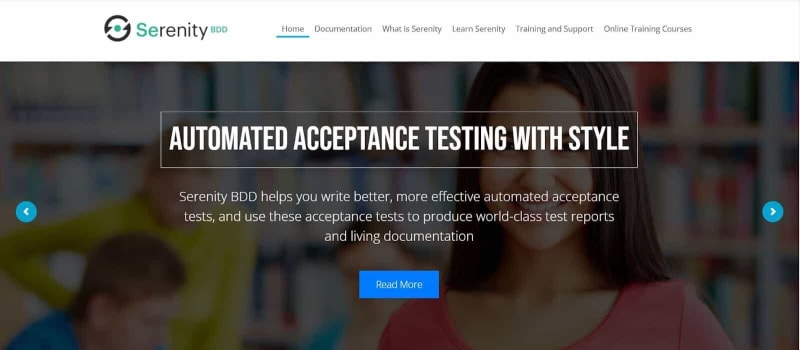 Serenity BDD
Home Documentation What is Serenity Learn Serenity Training and Support Online Training Courses
AUTOMATED ACCEPTANCE TESTING WITH STYLE
Serenity BDD helps you write better, more effective automated acceptance
tests, and use these acceptance tests to produce world-class test reports
and living documentation
Read More